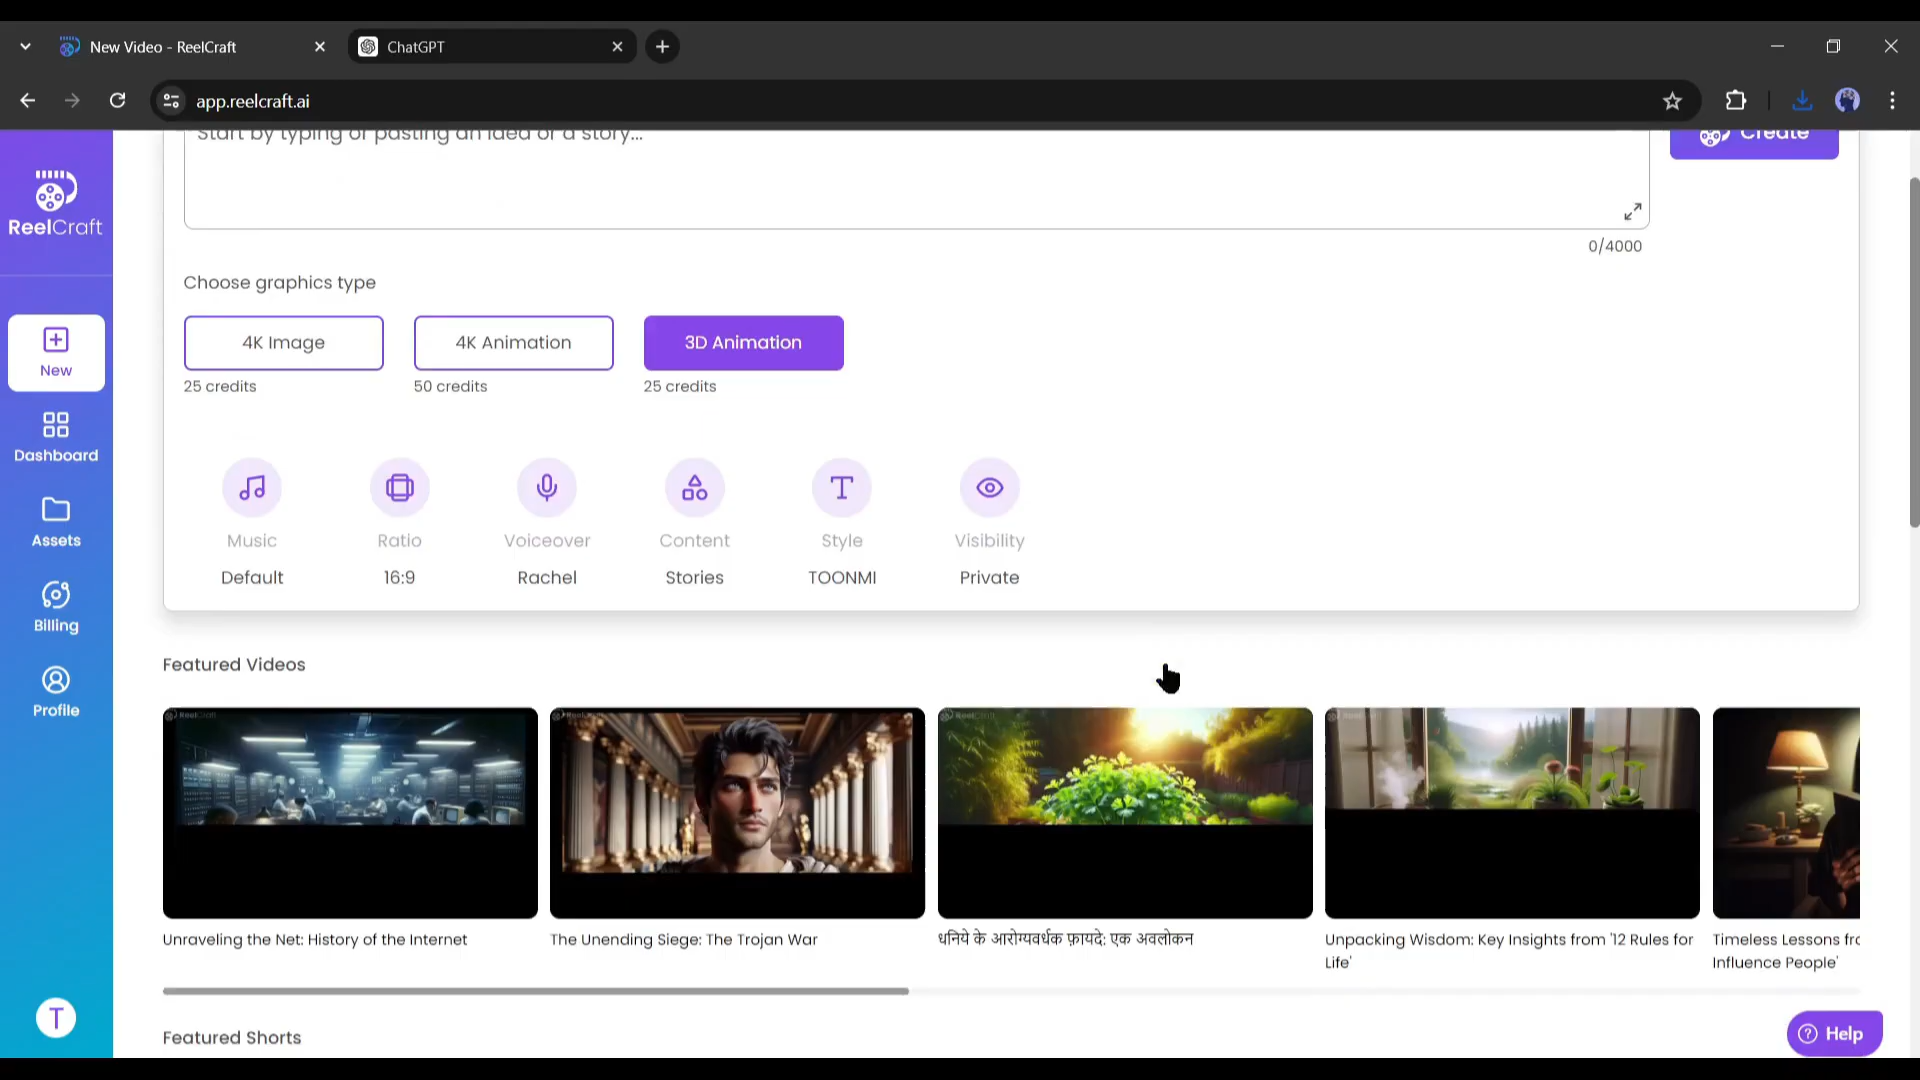 New Video - ReelCraft
ChatGPT
app.reelcraft.ai
Start by typing or pasting an idea or a story...
Create
ReelCraft
0/4000
Choose graphics type
4K Image
4K Animation
3D Animation
25 credits
50 credits
25 credits
New
Dashboard
Assets
Billing
Profile
Music
Ratio
Voiceover
Content
Style
Visibility
Default
16:9
Rachel
Stories
TOONMI
Private
Featured Videos
Unraveling the Net: History of the Internet
The Unending Siege: The Trojan War
धनिये के आरोग्यवर्धक फ़ायदे: एक अवलोकन
Unpacking Wisdom: Key Insights from '12 Rules for
Life'
Timeless Lessons
Influence People'
Featured Shorts
T
Help